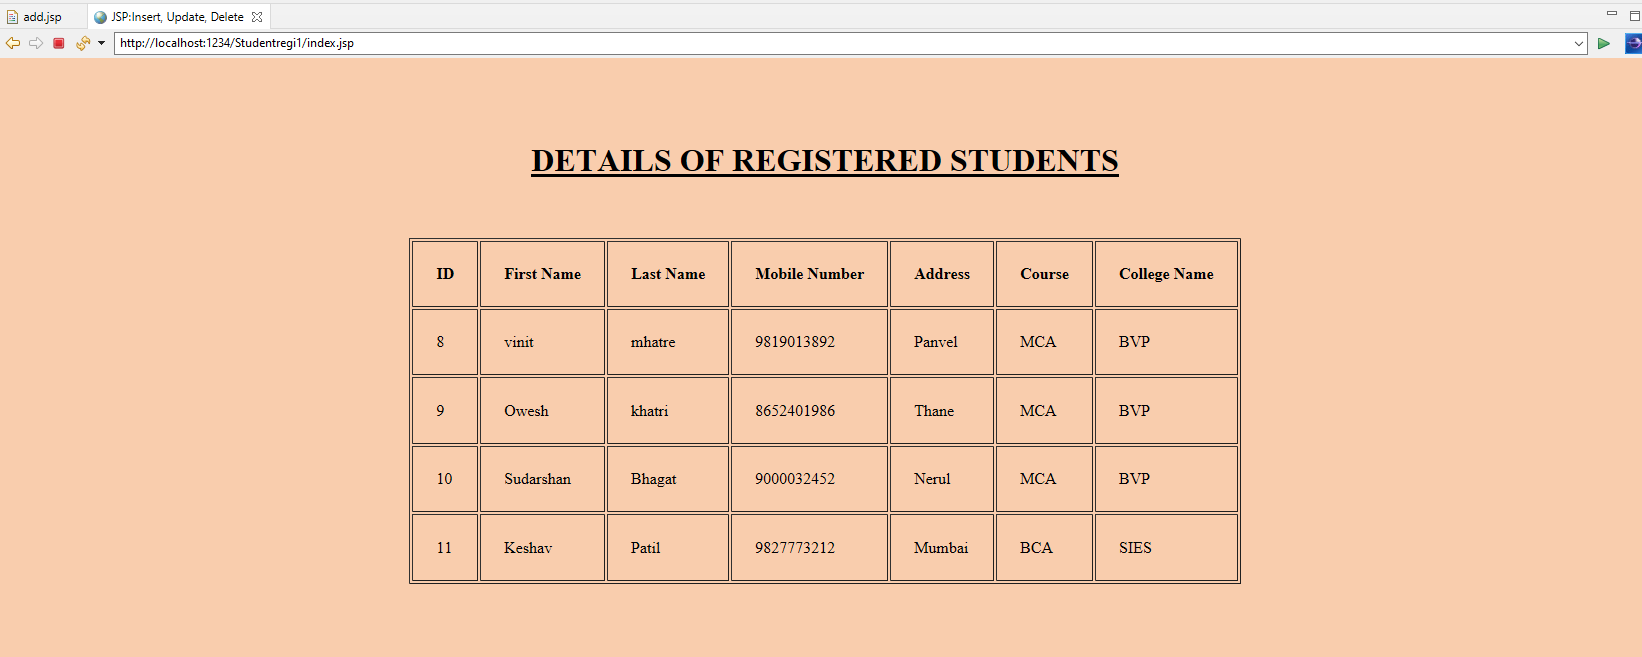 add.jsp JSP:Insert, Update, Delete
http://localhost:1234/Studentregi1/index.jsp
DETAILS OF REGISTERED STUDENTS
ID First Name Last Name Mobile Number Address Course College Name
8 vinit mhatre 9819013892 Panvel MCA BVP
9 Owesh khatri 8652401986 Thane MCA BVP
10 Sudarshan Bhagat 9000032452 Nerul MCA BVP
11 Keshav Patil 9827773212 Mumbai BCA SIES